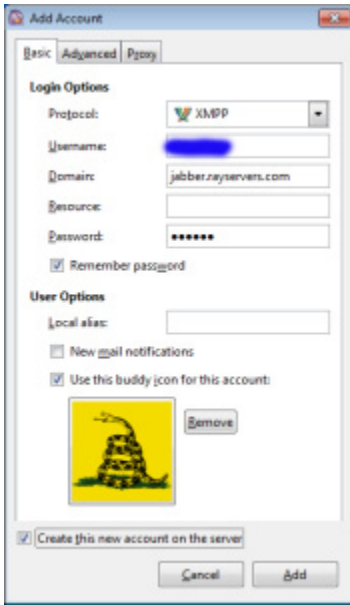 Add Account
Basic Advanced Proxy
Login Options
Protocol: XMPP
Username:
Domain: jabber.rayservers.com
Resource:
Password: ••••••
Remember password
User Options
Local alias:
New mail notifications
Use this buddy icon for this account:
Remove
Create this new account on the server
Cancel Add